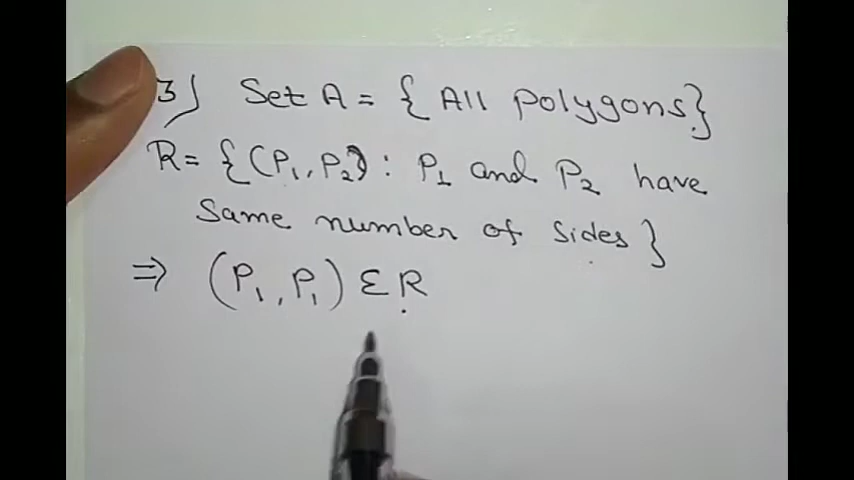 3) Set A = { All polygons}
R= {(P₁, P₂) : P₁ and P₂ have
Same number of Sides }
⇒ (P₁, P₁) Ɛ R